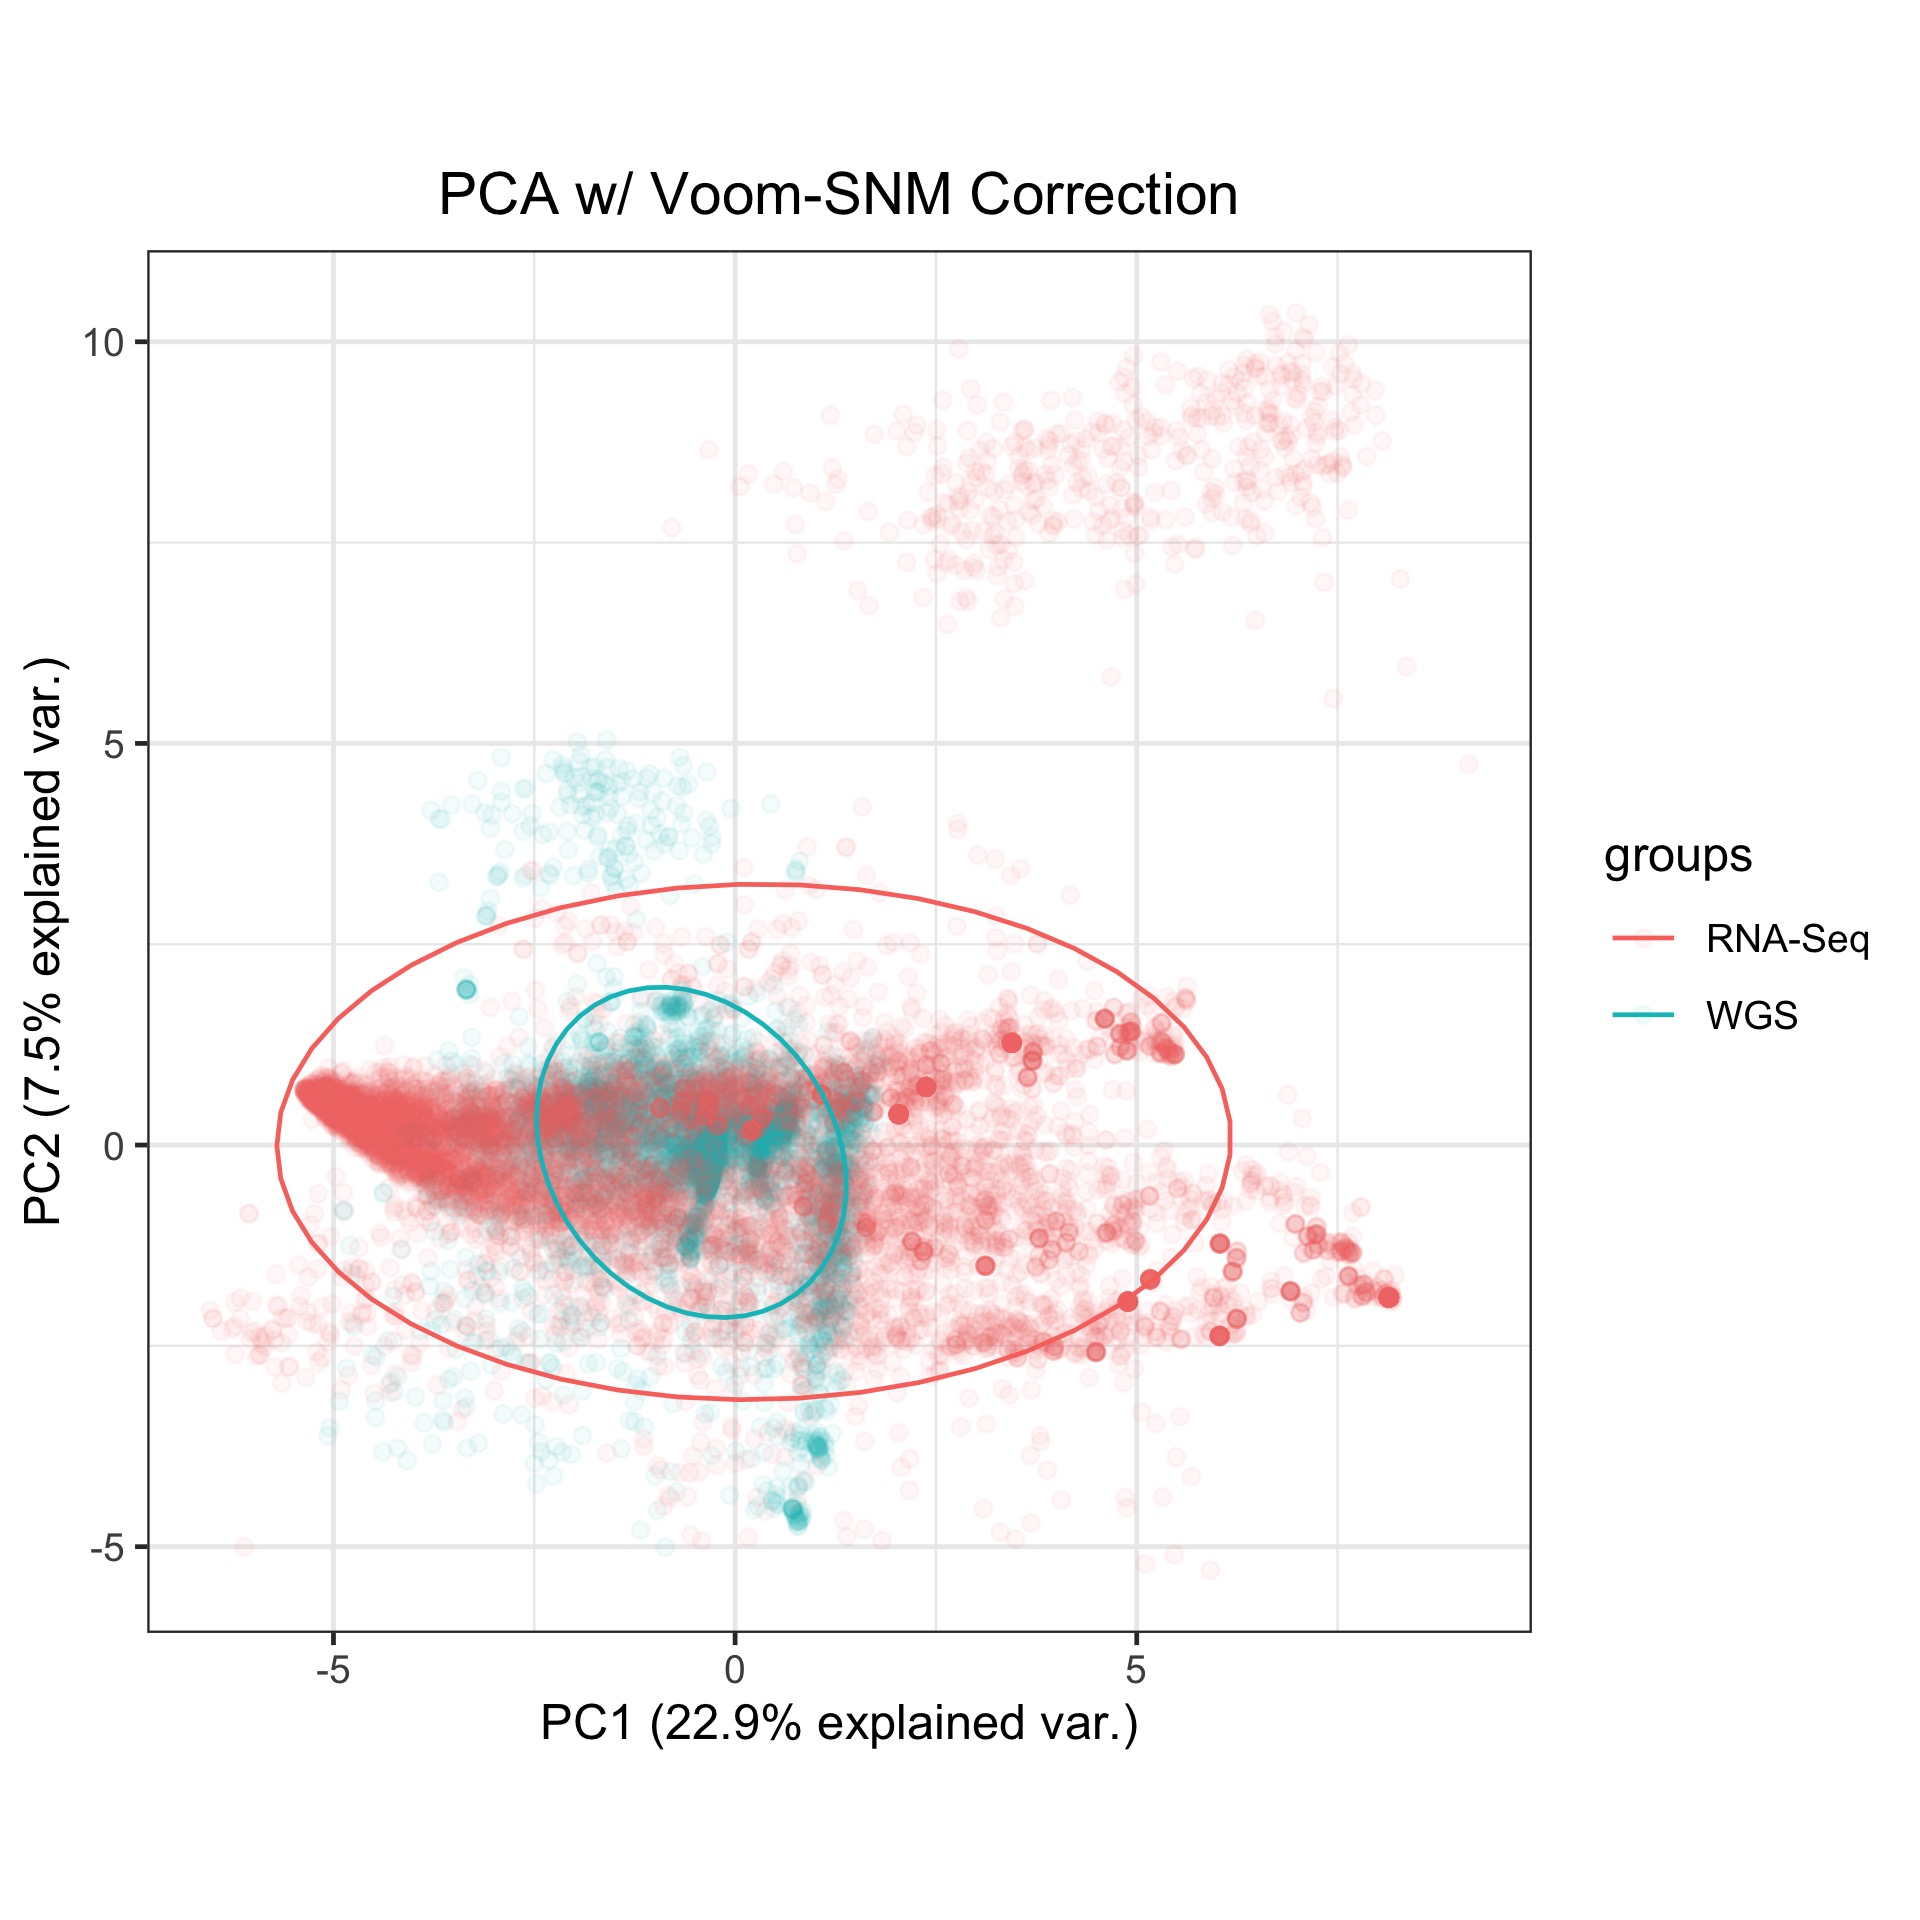 PCA w/ Voom-SNM Correction
PC2 (7.5% explained var.)
10
5
0
-5
-5 0 5
PC1 (22.9% explained var.)
groups
RNA-Seq
WGS